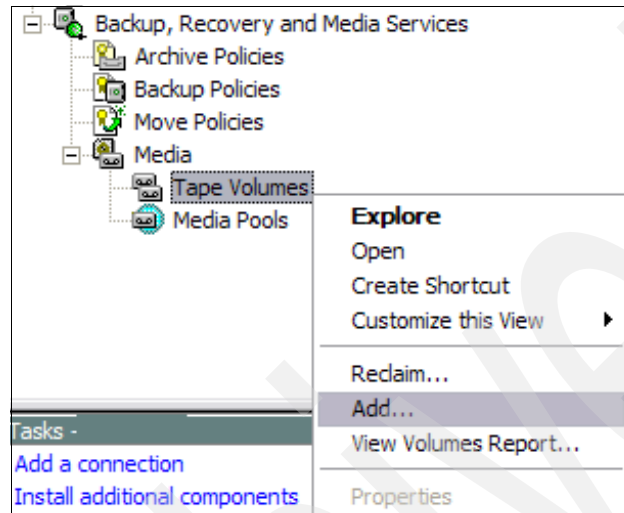 Backup, Recovery and Media Services
Archive Policies
Backup Policies
Move Policies
Media
Tape Volumes
Media Pools
Explore
Open
Create Shortcut
Customize this View
Reclaim...
Add...
View Volumes Report...
Properties
Tasks -
Add a connection
Install additional components